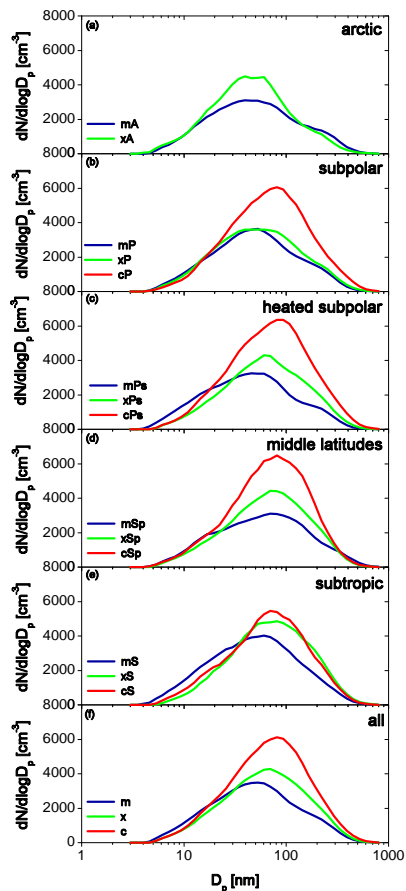 8000
(a)
arctic
6000
4000
2000
mA
xA
dN/dlogDp [cm-3]
8000
(b)
subpolar
6000
4000
2000
mP
xP
cP
dN/dlogDp [cm-3]
8000
(c)
heated subpolar
6000
4000
2000
mPs
xPs
cPs
dN/dlogDp [cm-3]
8000
(d)
middle latitudes
6000
4000
2000
mSp
xSp
cSp
dN/dlogDp [cm-3]
8000
(e)
subtropic
6000
4000
2000
mS
xS
cS
dN/dlogDp [cm-3]
8000
(f)
all
6000
4000
2000
0
m
x
c
dN/dlogDp [cm-3]
1 10 100 1000
Dp [nm]